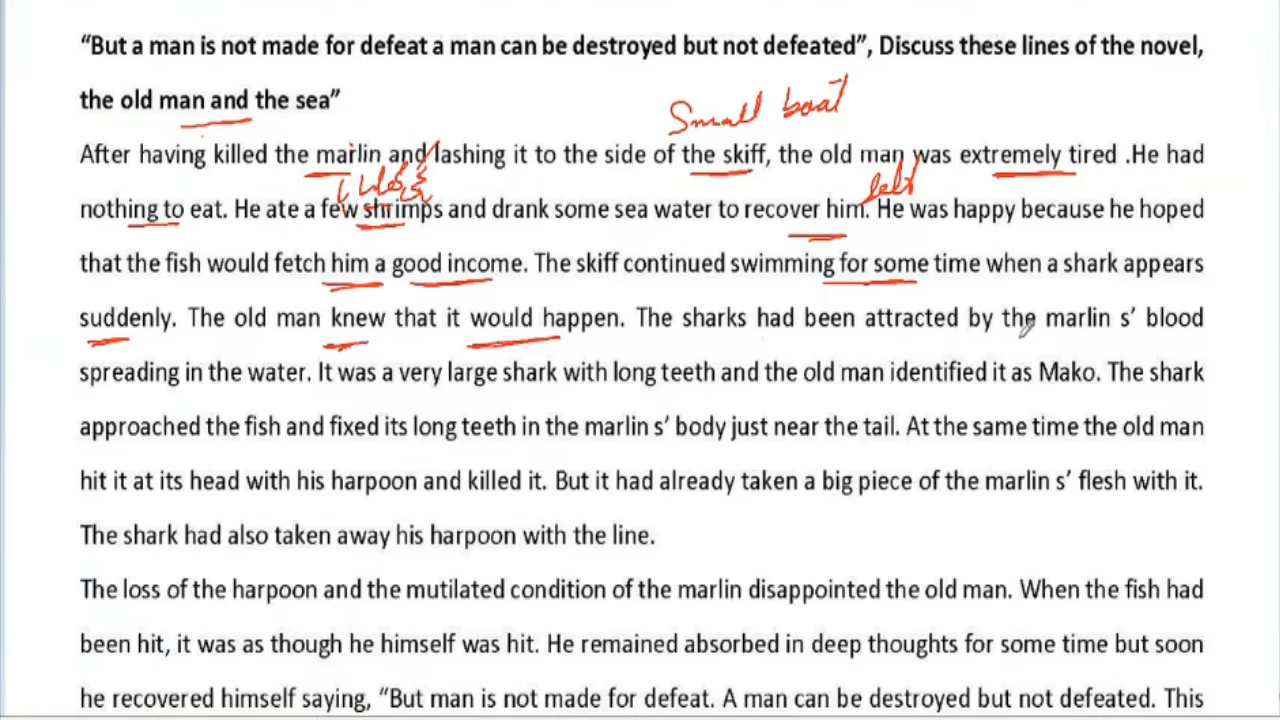 “But a man is not made for defeat a man can be destroyed but not defeated”, Discuss these lines of the novel,
the old man and the sea”
Small boat
After having killed the marlin and lashing it to the side of the skiff, the old man was extremely tired .He had
self
nothing to eat. He ate a few shrimps and drank some sea water to recover him. He was happy because he hoped
that the fish would fetch him a good income. The skiff continued swimming for some time when a shark appears
suddenly. The old man knew that it would happen. The sharks had been attracted by the marlin s’ blood
spreading in the water. It was a very large shark with long teeth and the old man identified it as Mako. The shark
approached the fish and fixed its long teeth in the marlin s’ body just near the tail. At the same time the old man
hit it at its head with his harpoon and killed it. But it had already taken a big piece of the marlin s’ flesh with it.
The shark had also taken away his harpoon with the line.
The loss of the harpoon and the mutilated condition of the marlin disappointed the old man. When the fish had
been hit, it was as though he himself was hit. He remained absorbed in deep thoughts for some time but soon
he recovered himself saying, “But man is not made for defeat. A man can be destroyed but not defeated. This